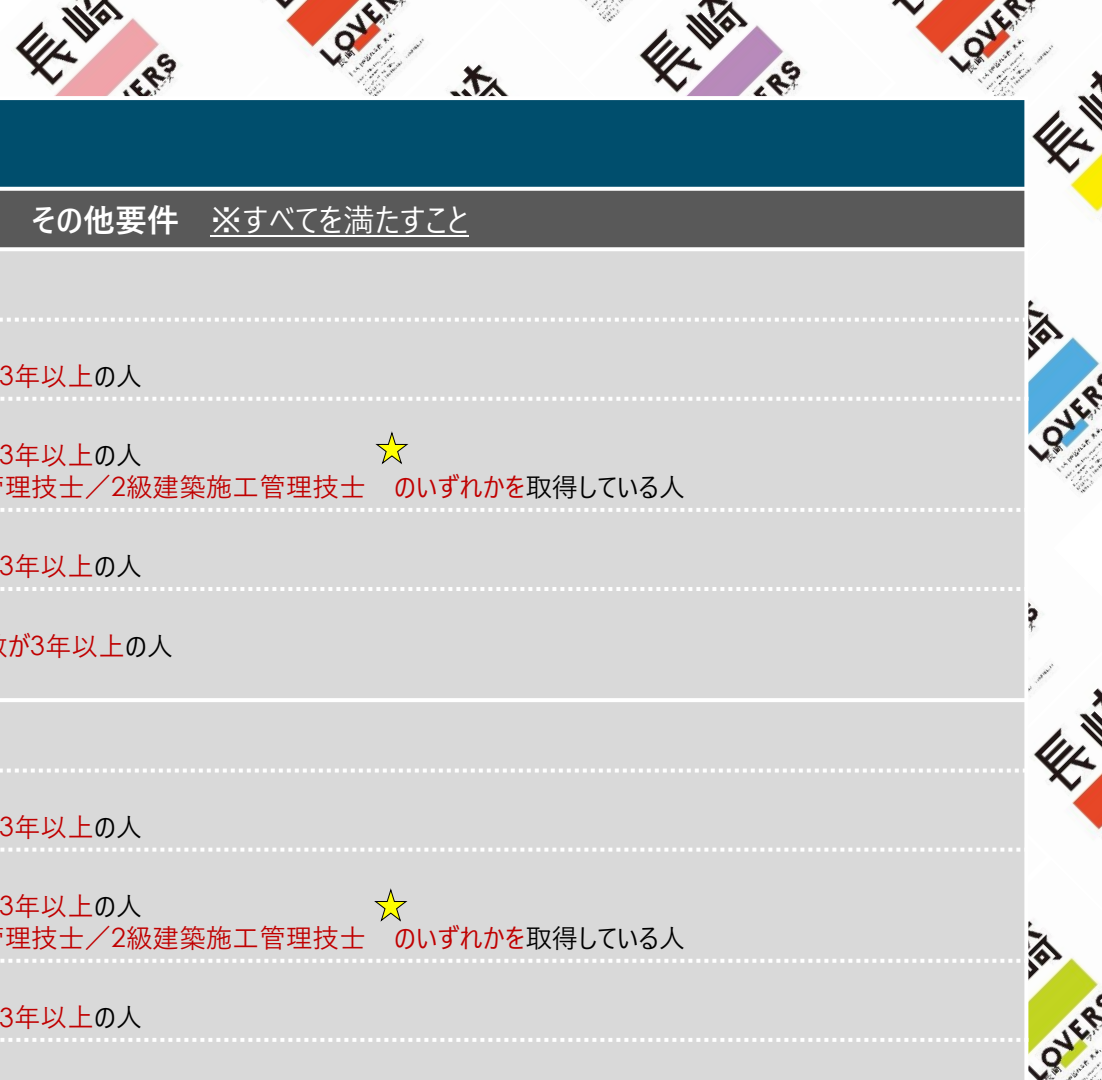 長崎
LOVERS
長崎
LOVERS
長崎
その他要件 ※すべてを満たすこと
3年以上の人
3年以上の人
理技士／2級建築施工管理技士 のいずれかを取得している人
3年以上の人
が3年以上の人
3年以上の人
3年以上の人
理技士／2級建築施工管理技士 のいずれかを取得している人
3年以上の人
LOVERS
長崎
LOVERS